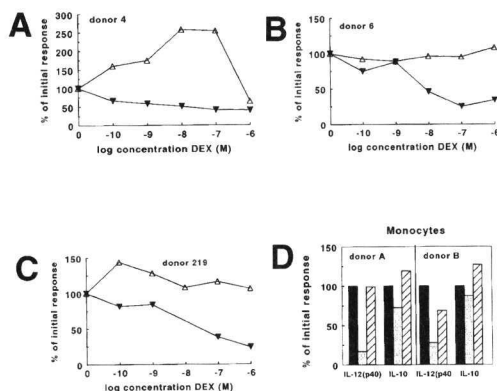 A
donor 4
% of initial response
300
250
200
150
100
50
0
0 -10 -9 -8 -7 -6
log concentration DEX (M)
B
donor 6
% of initial response
150
125
100
75
50
25
0
0 -10 -9 -8 -7 -6
log concentration DEX (M)
C
donor 219
% of initial response
150
100
50
0
0 -10 -9 -8 -7 -6
log concentration DEX (M)
D
Monocytes
donor A donor B
% of initial response
150
100
50
0
IL-12(p40) IL-10 IL-12(p40 IL-10